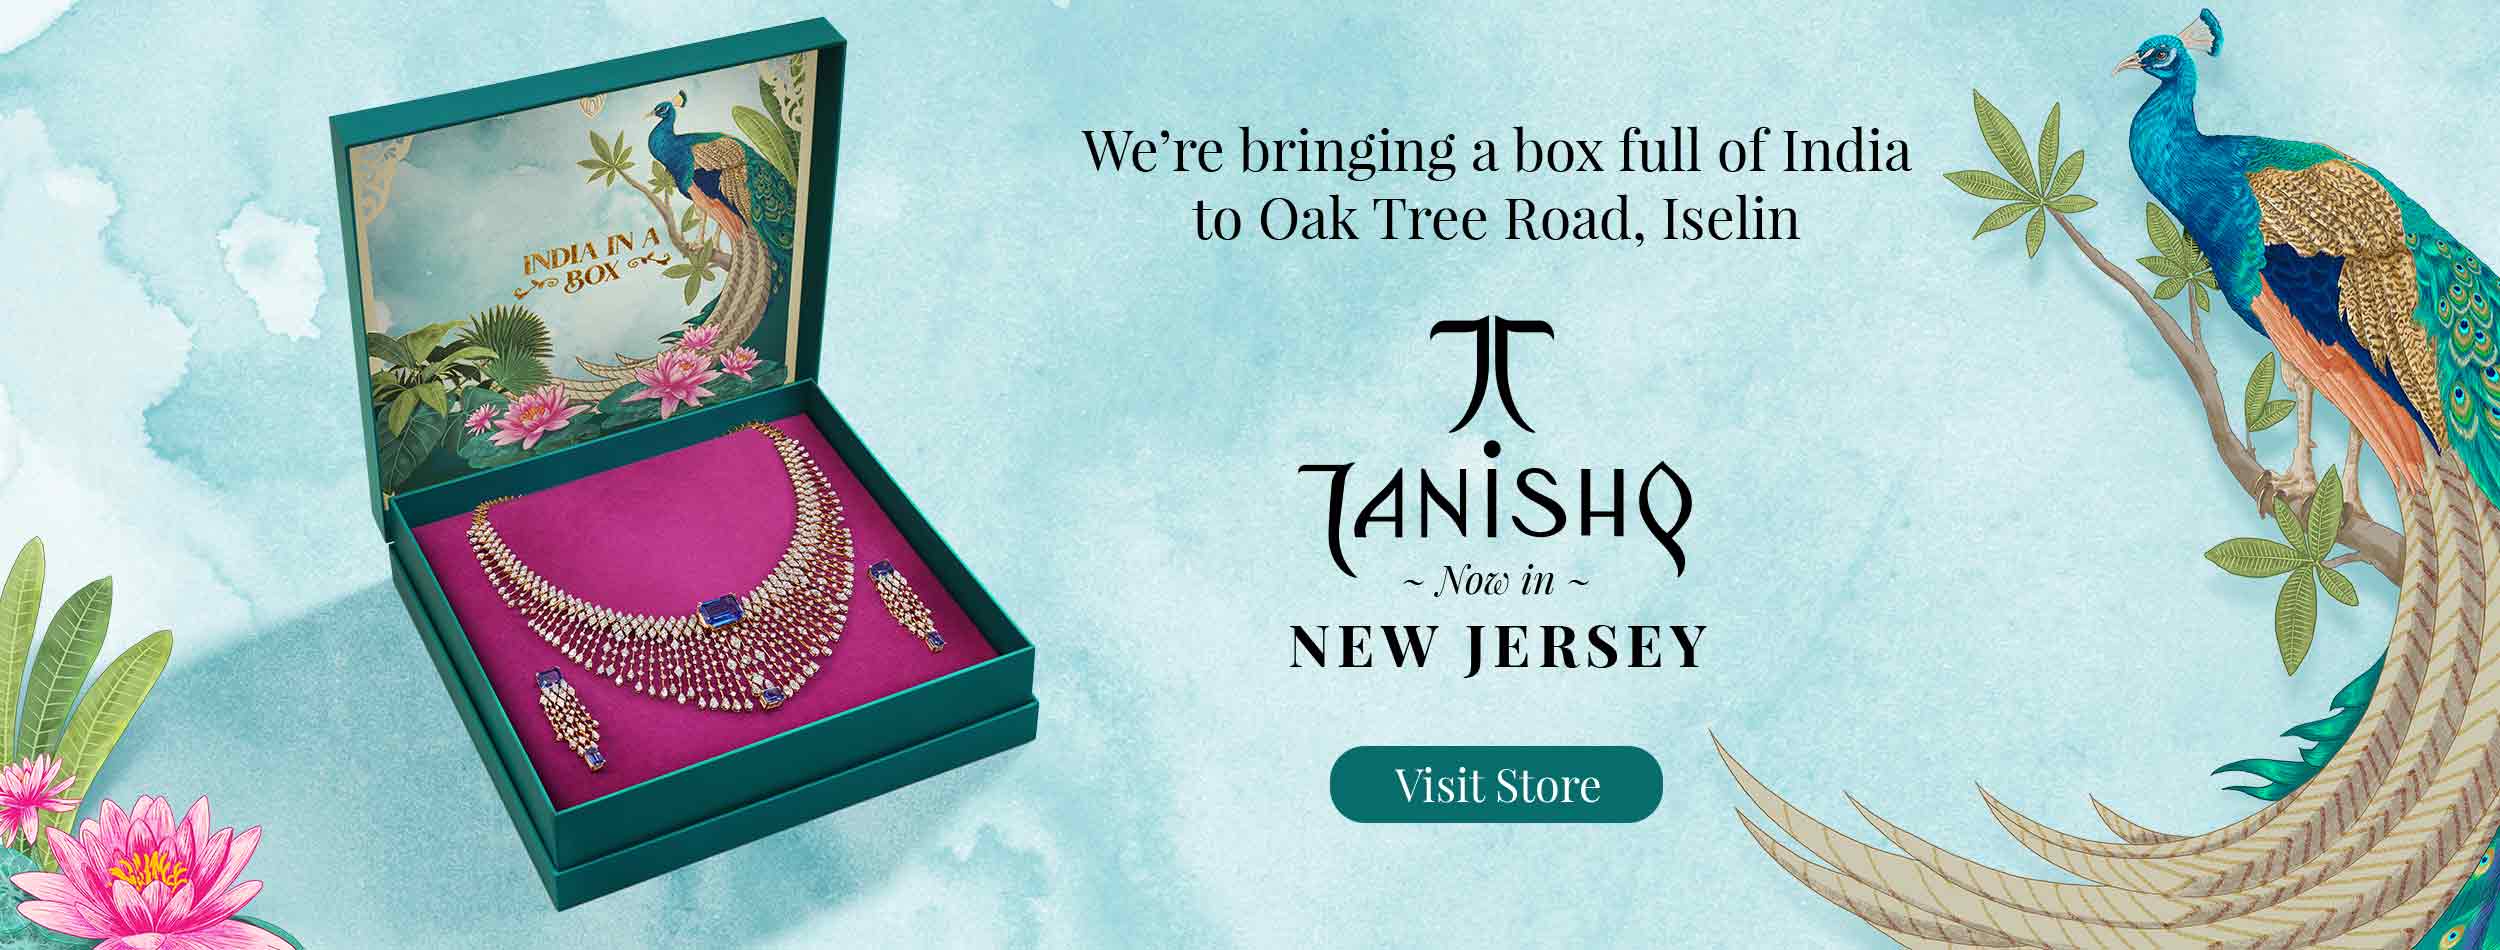 INDIA IN A
BOX
We’re bringing a box full of India
to Oak Tree Road, Iselin
TANISHQ
~ Now in ~
NEW JERSEY
Visit Store